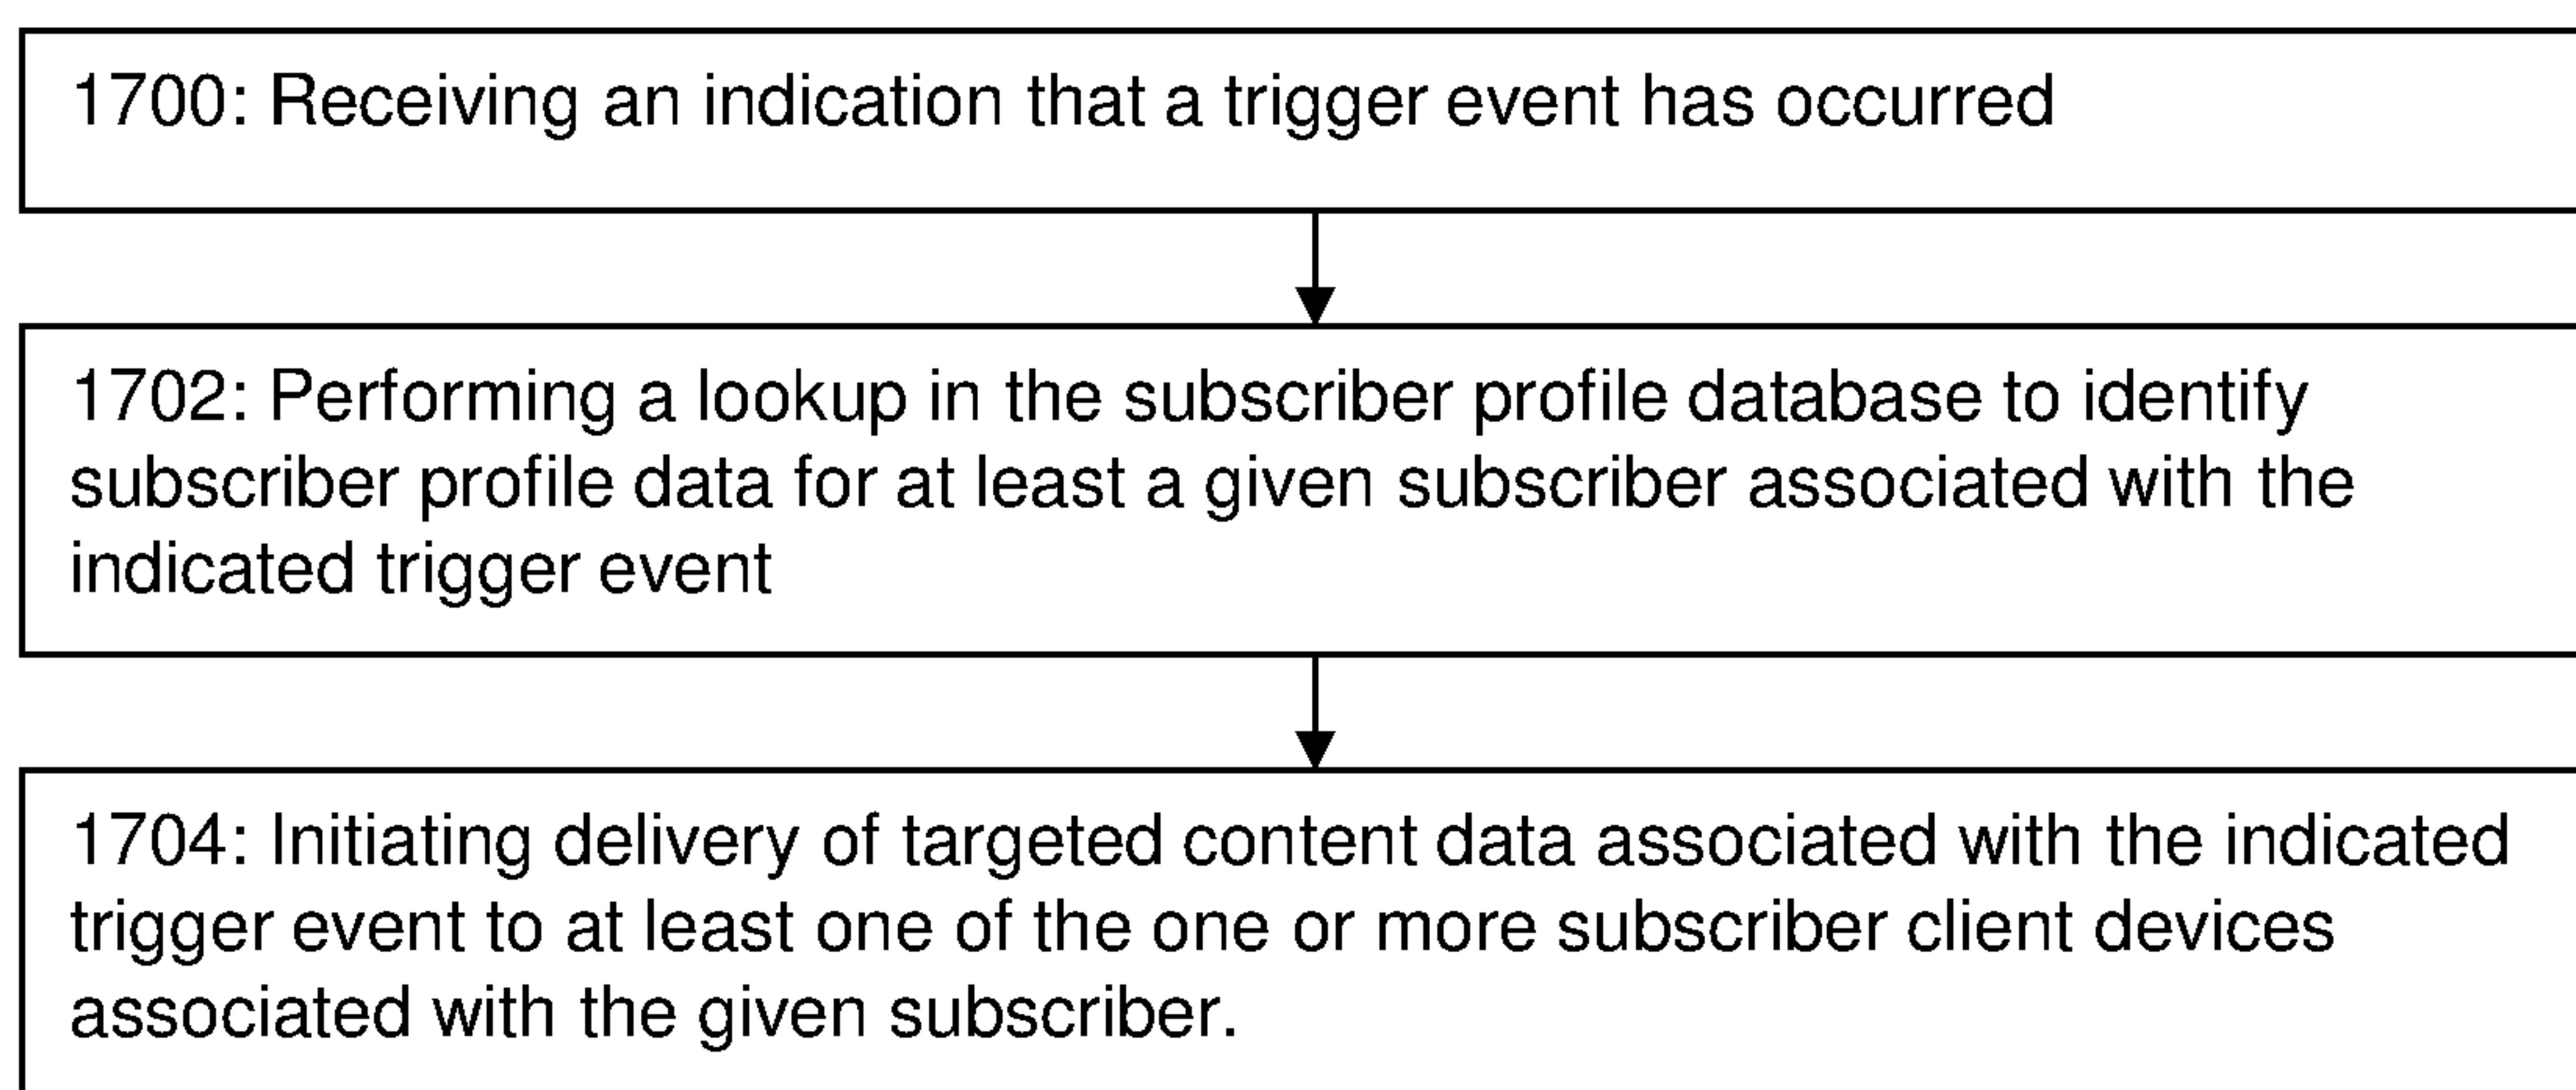 1700: Receiving an indication that a trigger event has occurred
1702: Performing a lookup in the subscriber profile database to identify
subscriber profile data for at least a given subscriber associated with the
indicated trigger event
1704: Initiating delivery of targeted content data associated with the indicated
trigger event to at least one of the one or more subscriber client devices
associated with the given subscriber.